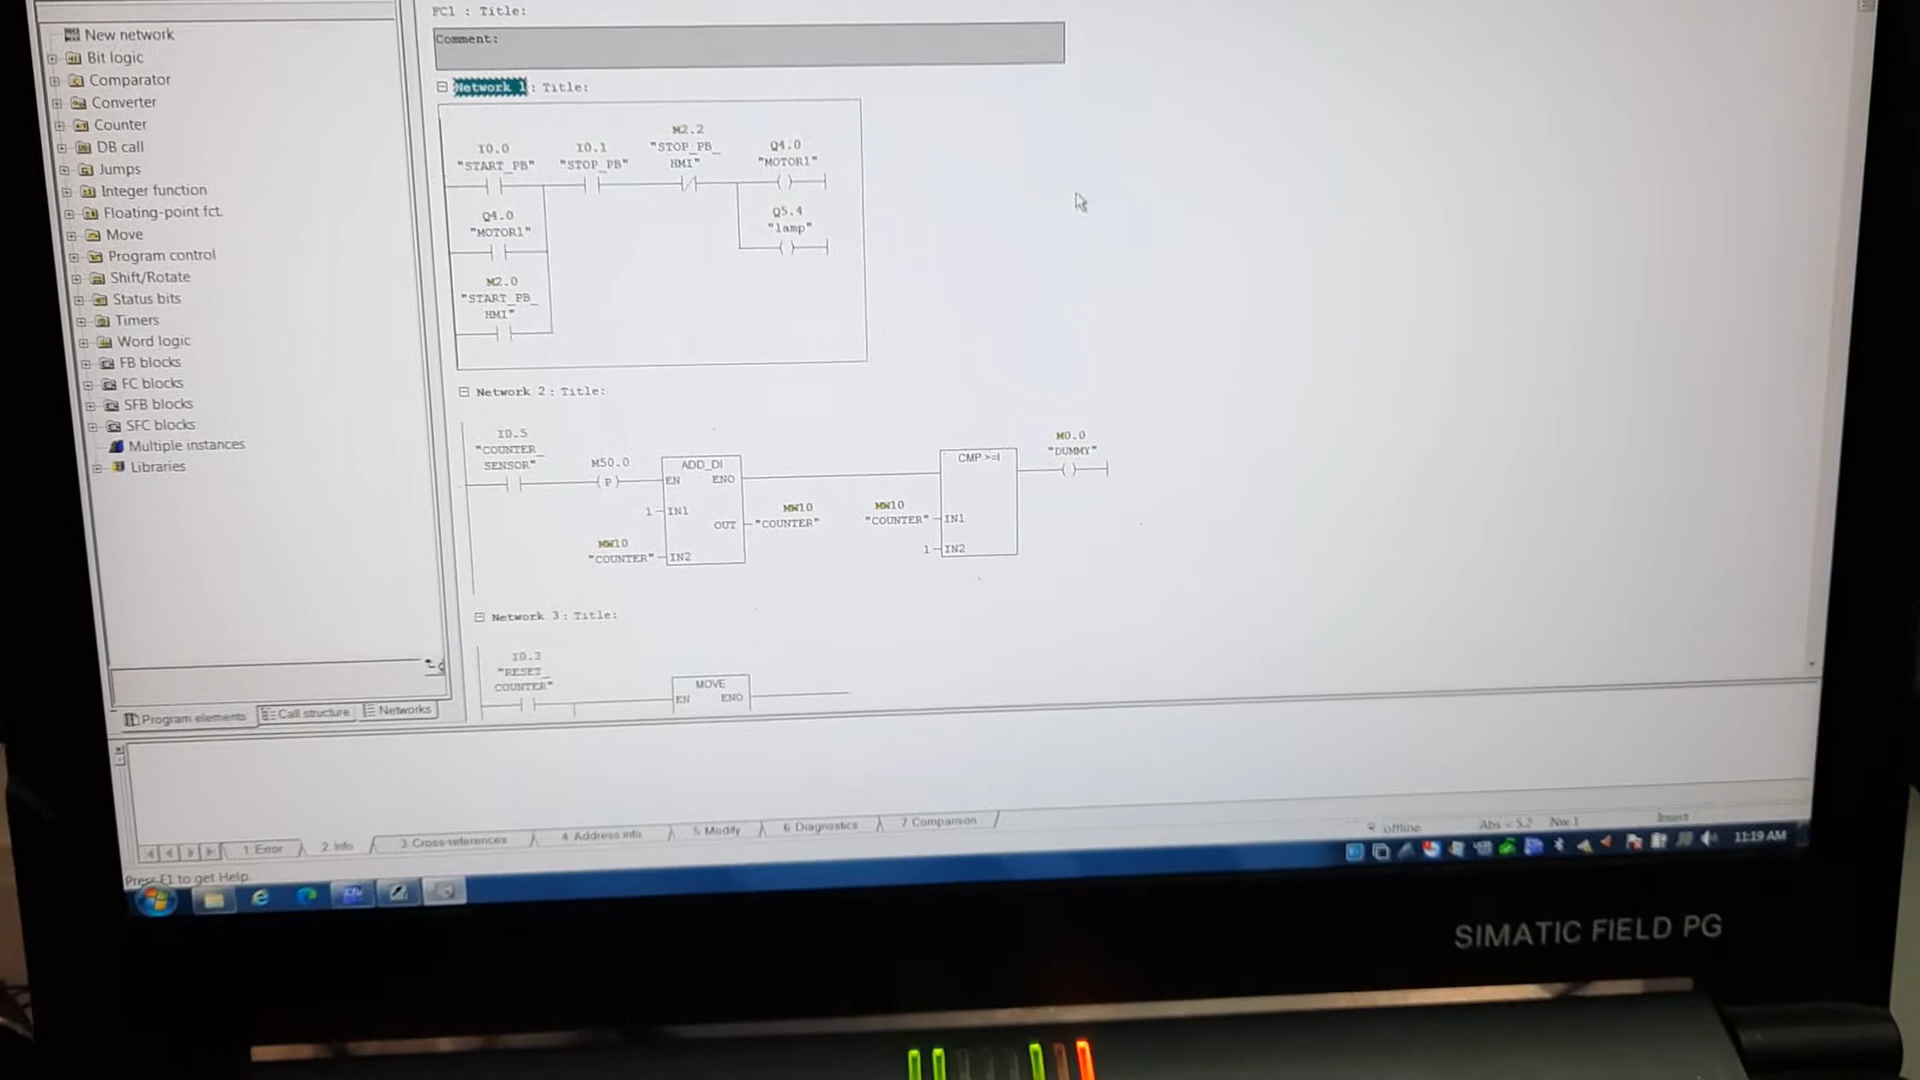 FC1 : Title:
Comment:
Network 1 : Title:
I0.0
"START_PB"
I0.1
"STOP_PB"
M2.2
"STOP_PB_
HMI"
Q4.0
"MOTOR1"
Q4.0
"MOTOR1"
Q5.4
"lamp"
M2.0
"START_PB_
HMI"
Network 2 : Title:
I0.5
"COUNTER_
SENSOR"
M50.0
P
ADD_DI
EN ENO
1 IN1
OUT
MW10
"COUNTER"
MW10
"COUNTER" IN2
CMP >=I
MW10
"COUNTER" IN1
1 IN2
M0.0
"DUMMY"
Network 3 : Title:
I0.3
"RESET_
COUNTER"
MOVE
EN ENO
New network
Bit logic
Comparator
Converter
Counter
DB call
Jumps
Integer function
Floating-point fct.
Move
Program control
Shift/Rotate
Status bits
Timers
Word logic
FB blocks
FC blocks
SFB blocks
SFC blocks
Multiple instances
Libraries
Program elements
Call structure
Networks
1: Error
2: Info
3: Cross-references
4: Address info
5: Modify
6: Diagnostics
7: Comparison
Press F1 to get Help.
offline
Abs < 5.2
Nw 1
Insert
11:19 AM
SIMATIC FIELD PG